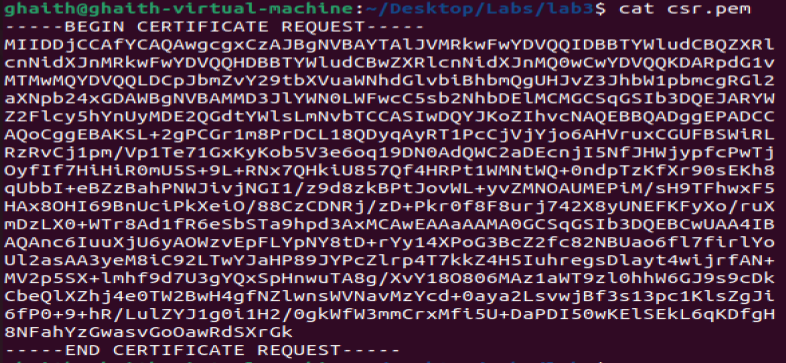 ghaith@ghaith-virtual-machine:~/Desktop/Labs/lab3$ cat csr.pem
-----BEGIN CERTIFICATE REQUEST-----
MIIDDjCCAfYCAQAwgcgxCzAJBgNVBAYTAlJVMRkwFwYDVQQIDBBTYWludCBQZXRl
cnNidXJnMRkwFwYDVQQHDBBTYWludCBwZXRlcnNidXJnMQ0wCwYDVQQKDARpdG1v
MTMwMQYDVQQLDCpJbmZvY29tbXVuaWNhdGlvbiBhbmQgUHJvZ3JhbW1pbmcgRGl2
aXNpb24xGDAWBgNVBAMMD3JlYWN0LWFwcC5sb2NhbDElMCMGCSqGSIb3DQEJARYW
Z2Flcy5hYnUyMDE2QGdtYWlsLmNvbTCCASIwDQYJKoZIhvcNAQEBBQADggEPADCC
AQoCggEBAKSL+2gPCGr1m8PrDCL18QDyqAyRT1PcCjVjYjo6AHVruxCGUFBSWiRL
RzRvCj1pm/Vp1Te71GxKyKob5V3e6oq19DN0AdQWC2aDEcnjI5NfJHWjypfcPwTj
OyfIf7HiHiR0mU5S+9L+RNx7QHkiU857Qf4HRPt1WMNtWQ+0ndpTzKfXr90sEKh8
qUbbI+eBZzBahPNWJivjNGI1/z9d8zkBPtJovWL+yvZMNOAUMEPiM/sH9TFhwxF5
HAx8OHI69BnUciPkXeiO/88CzCDNRj/zD+Pkr0f8F8urj742X8yUNEFKFyXo/ruX
mDzLX0+WTr8Ad1fR6eSbSTa9hpd3AxMCAwEAAaAAMA0GCSqGSIb3DQEBCwUAA4IB
AQAnc6IuuXjU6yAOWzvEpFLYpNY8tD+rYy14XPoG3BcZ2fc82NBUao6fl7firlYo
Ul2asAA3yeM8iC92LTwYJaHP89JYPcZlrp4T7kkZ4H5IuhregsDlayt4wijrfAN+
MV2p5SX+lmhf9d7U3gYQxSpHnwuTA8g/XvY18O806MAz1aWT9zl0hhW6GJ9s9cDk
CbeQlXZhj4e0TW2BwH4gfNZlwnsWVNavMzYcd+0aya2LsvwjBf3s13pc1KlsZgJi
6fP0+9+hR/LulZYJ1g0i1H2/0gkWfW3mmCrxMfi5U+DaPDI50wKElSEkL6qKDfgH
8NFahYzGwasvGoOawRdSXrGk
-----END CERTIFICATE REQUEST-----